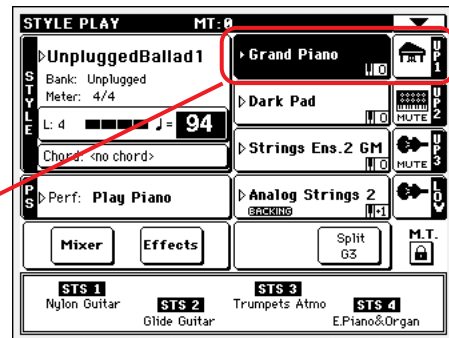 STYLE PLAY MT:0
STYLE
UnpluggedBallad1
Bank: Unplugged
Meter: 4/4
L: 4 ♩= 94
Chord: <no chord>
PS
Perf: Play Piano
Grand Piano
0
UP1
Dark Pad
0
MUTE
UP2
Strings Ens.2 GM
0
MUTE
UP3
Analog Strings 2
BACKING
+1
LOW
Mixer
Effects
Split
G3
M.T.
STS 1
Nylon Guitar
STS 2
Glide Guitar
STS 3
Trumpets Atmo
STS 4
E.Piano&Organ